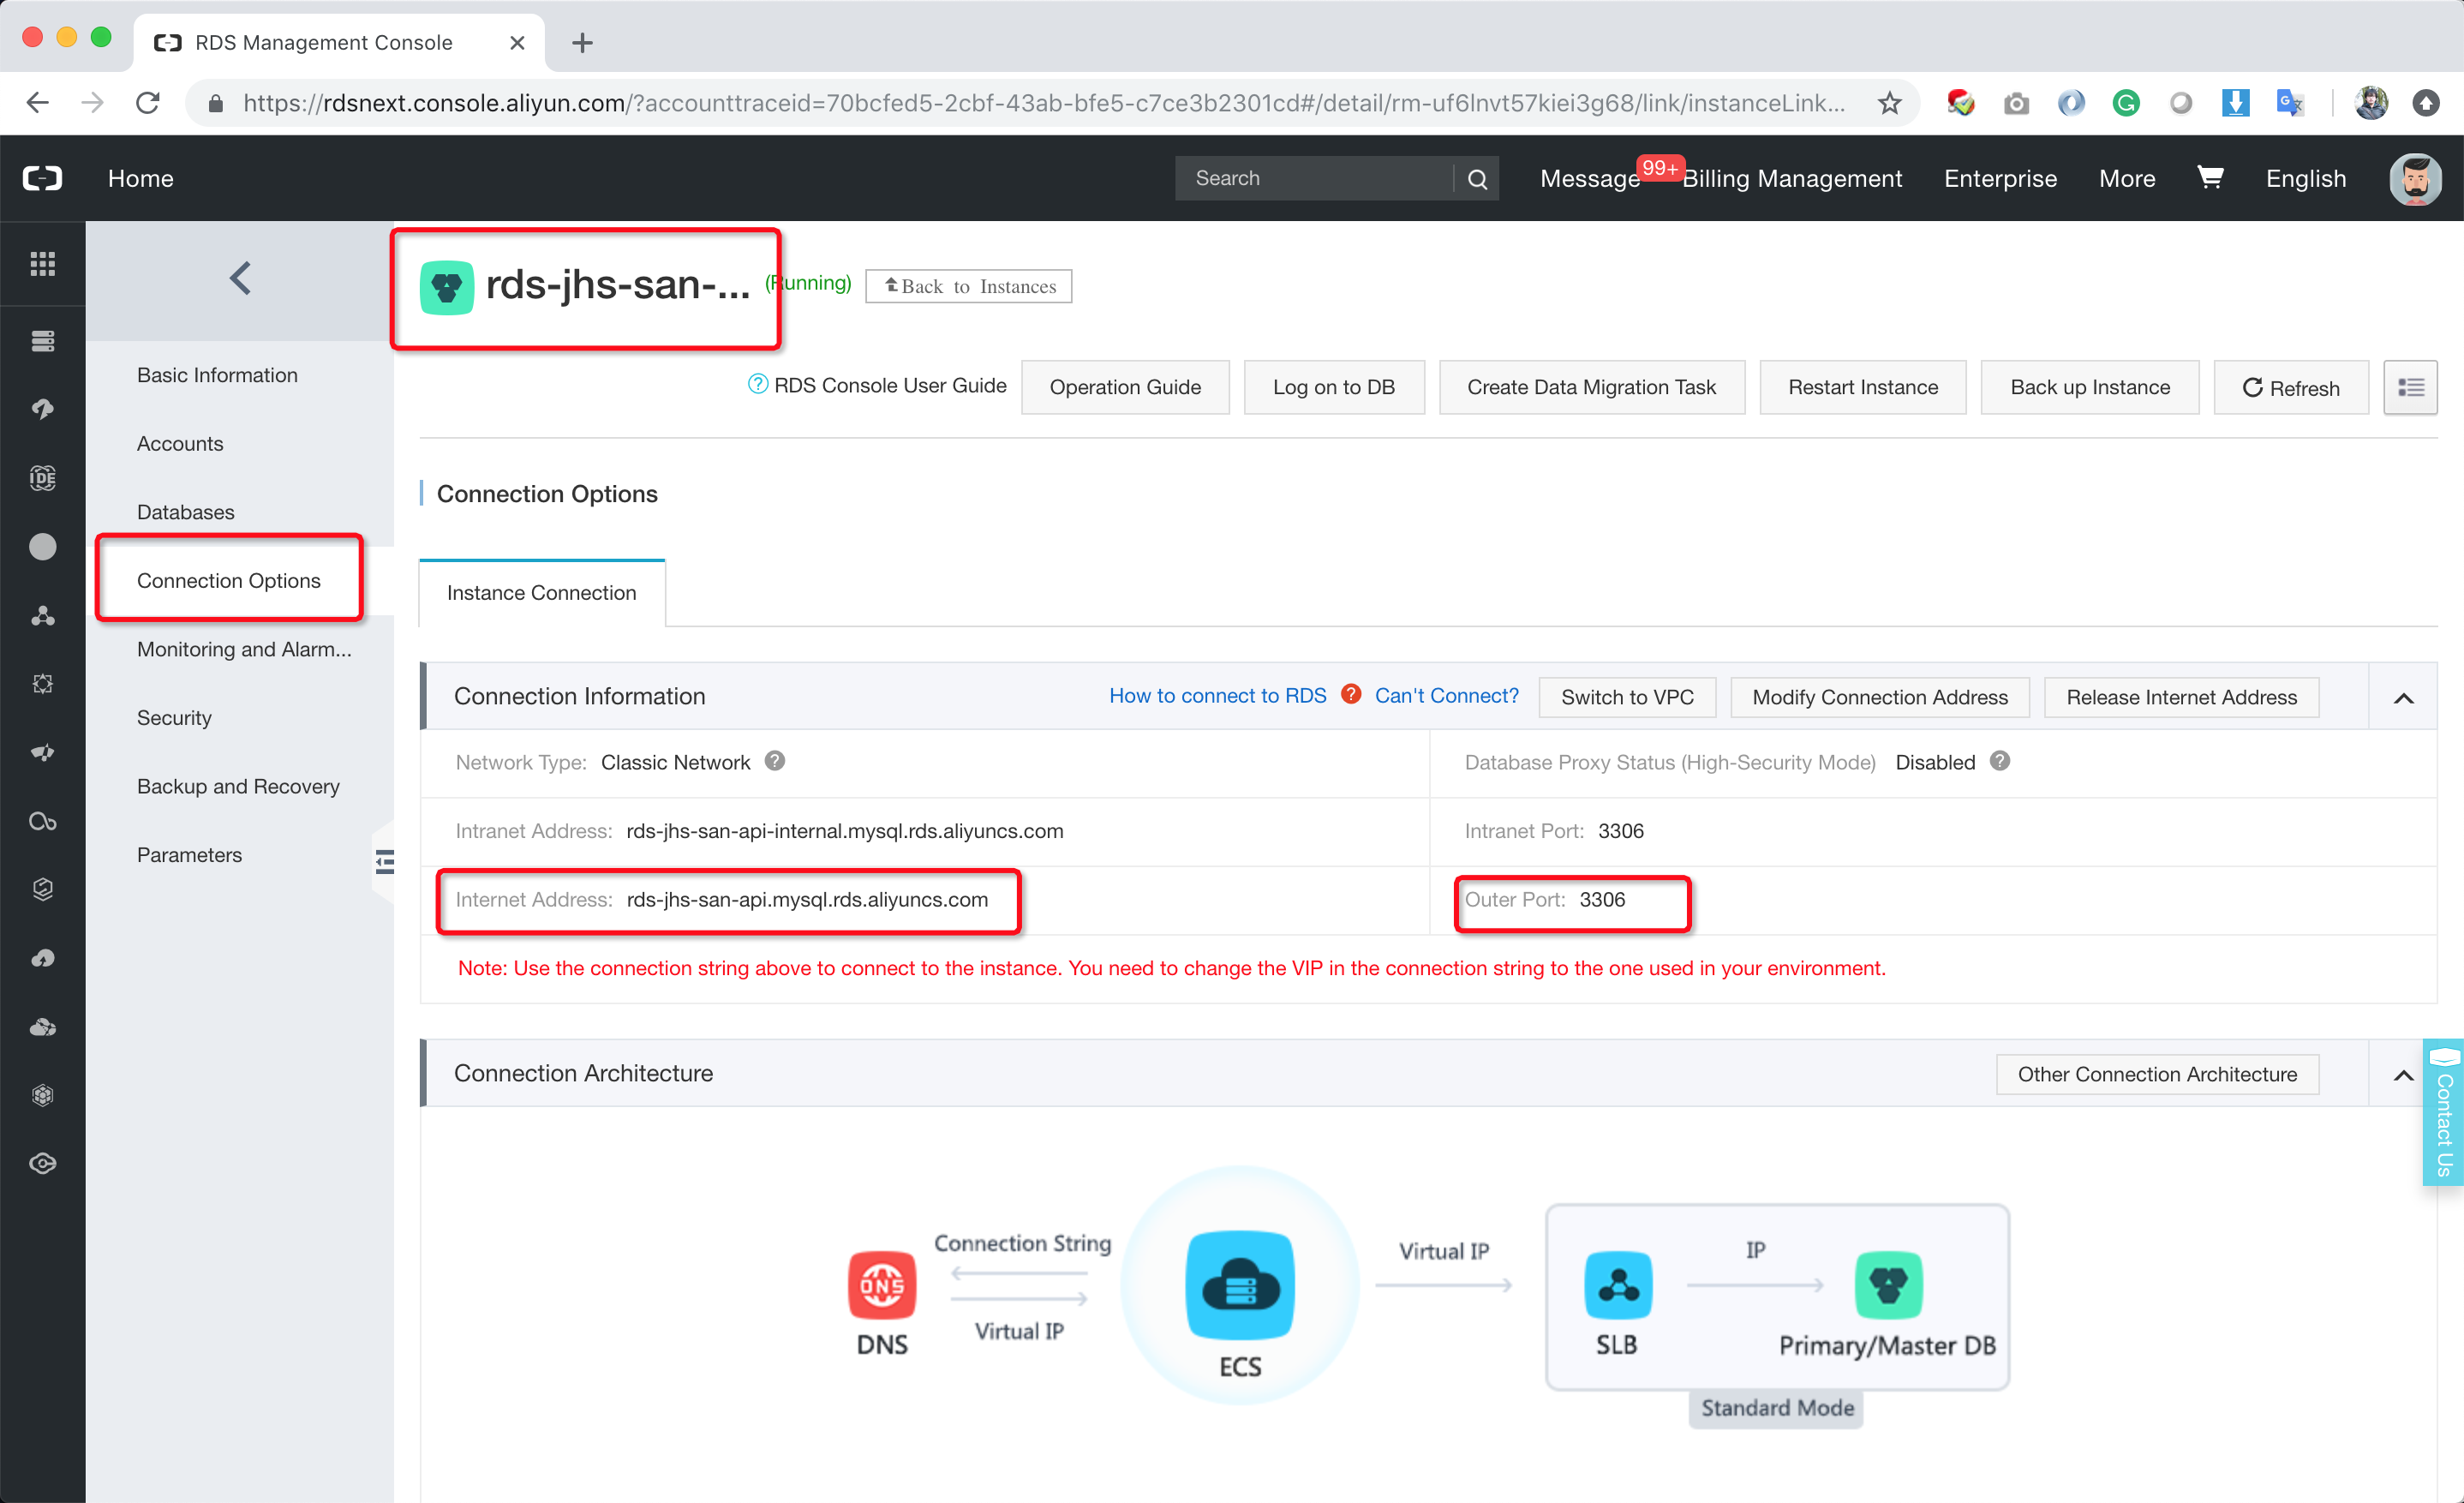 RDS Management Console
https://rdsnext.console.aliyun.com/?accounttraceid=70bcfed5-2cbf-43ab-bfe5-c7ce3b2301cd#/detail/rm-uf6lnvt57kiei3g68/link/instanceLink...
Home
Search
Message 99+ Billing Management Enterprise More English
rds-jhs-san-... (Running) Back to Instances
RDS Console User Guide Operation Guide Log on to DB Create Data Migration Task Restart Instance Back up Instance Refresh
IDE
Basic Information
Accounts
Databases
Connection Options
Monitoring and Alarm...
Security
Backup and Recovery
Parameters
Connection Options
Instance Connection
Connection Information How to connect to RDS Can't Connect? Switch to VPC Modify Connection Address Release Internet Address
Network Type: Classic Network Database Proxy Status (High-Security Mode) Disabled
Intranet Address: rds-jhs-san-api-internal.mysql.rds.aliyuncs.com Intranet Port: 3306
Internet Address: rds-jhs-san-api.mysql.rds.aliyuncs.com Outer Port: 3306
Note: Use the connection string above to connect to the instance. You need to change the VIP in the connection string to the one used in your environment.
Connection Architecture Other Connection Architecture
Contact Us
Connection String
Virtual IP
DNS
DNS
ECS
Virtual IP
IP
SLB
Primary/Master DB
Standard Mode